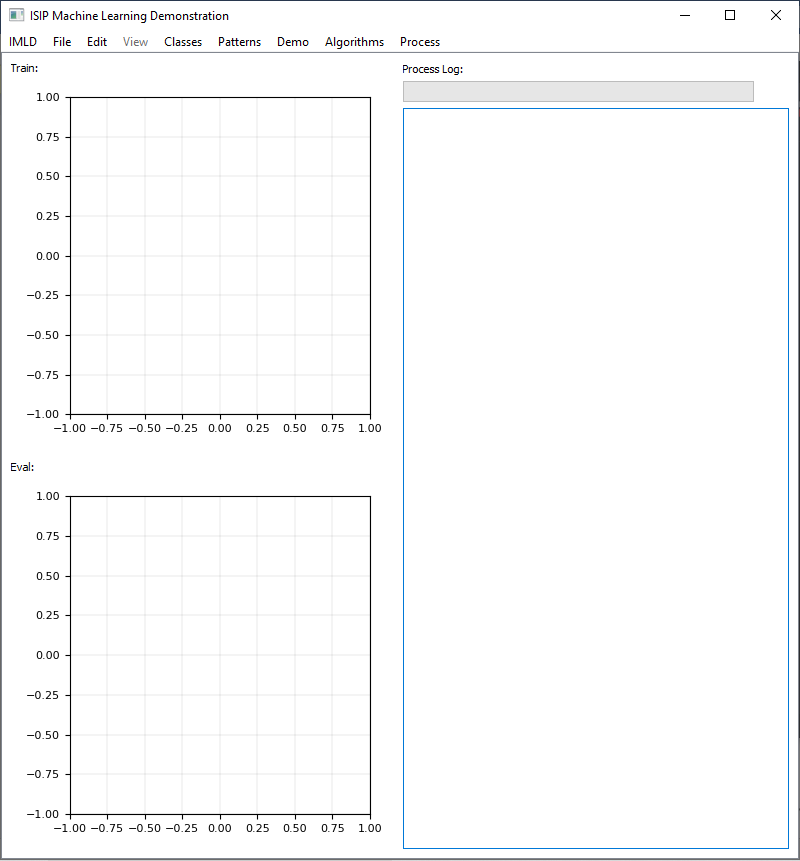 ISIP Machine Learning Demonstration
IMLD File Edit View Classes Patterns Demo Algorithms Process
Train:
1.00
0.75
0.50
0.25
0.00
−0.25
−0.50
−0.75
−1.00
−1.00 −0.75 −0.50 −0.25 0.00 0.25 0.50 0.75 1.00
Eval:
1.00
0.75
0.50
0.25
0.00
−0.25
−0.50
−0.75
−1.00
−1.00 −0.75 −0.50 −0.25 0.00 0.25 0.50 0.75 1.00
Process Log: